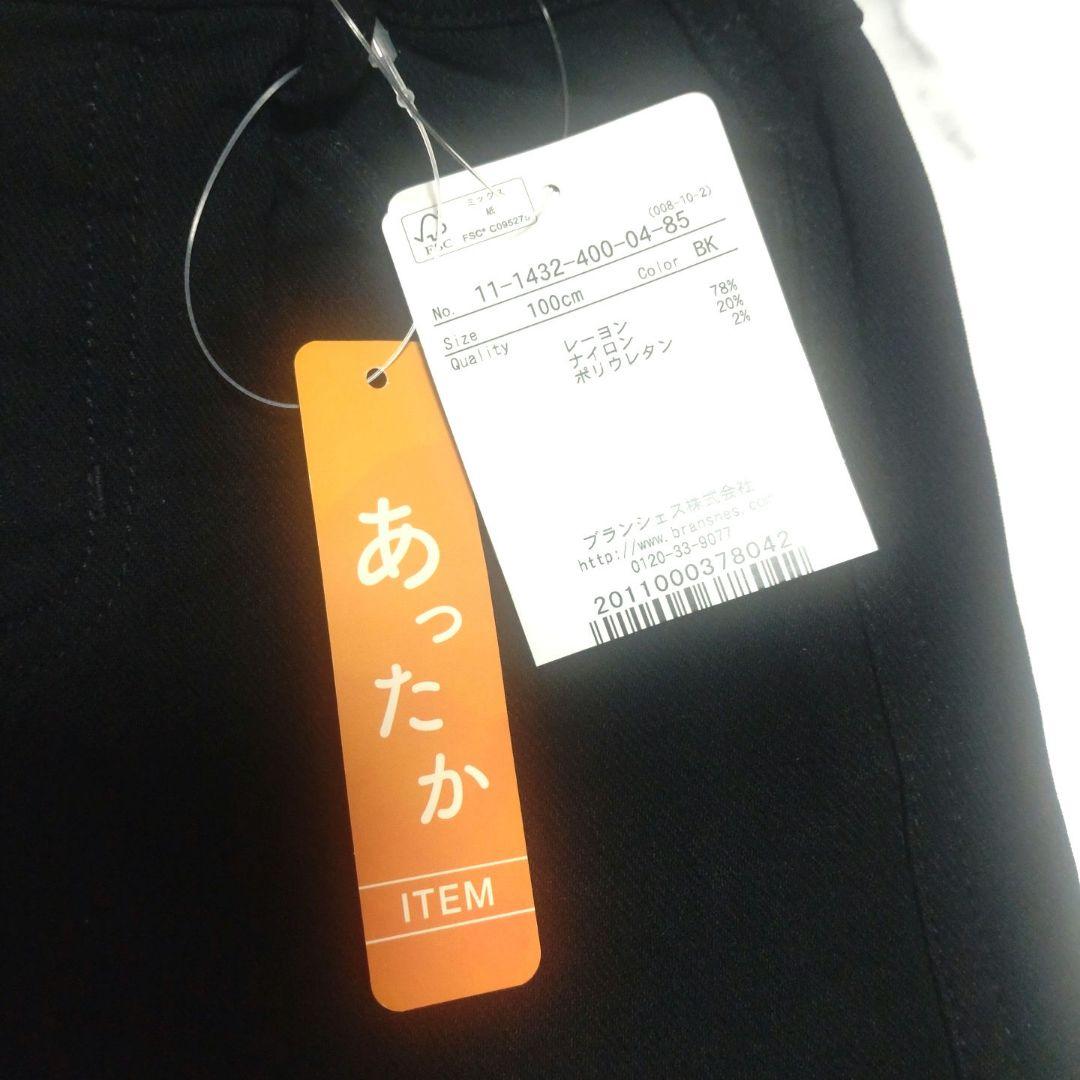 ミックス
紙
FSC
FSC® C095275
(008-10-2)
No. 11-1432-400-04-85
Size 100cm Color BK
Quality レーヨン 78%
ナイロン 20%
ポリウレタン 2%
ブランシェス株式会社
http://www.bransnes.com
0120-33-9077
2011000378042
あったか
ITEM